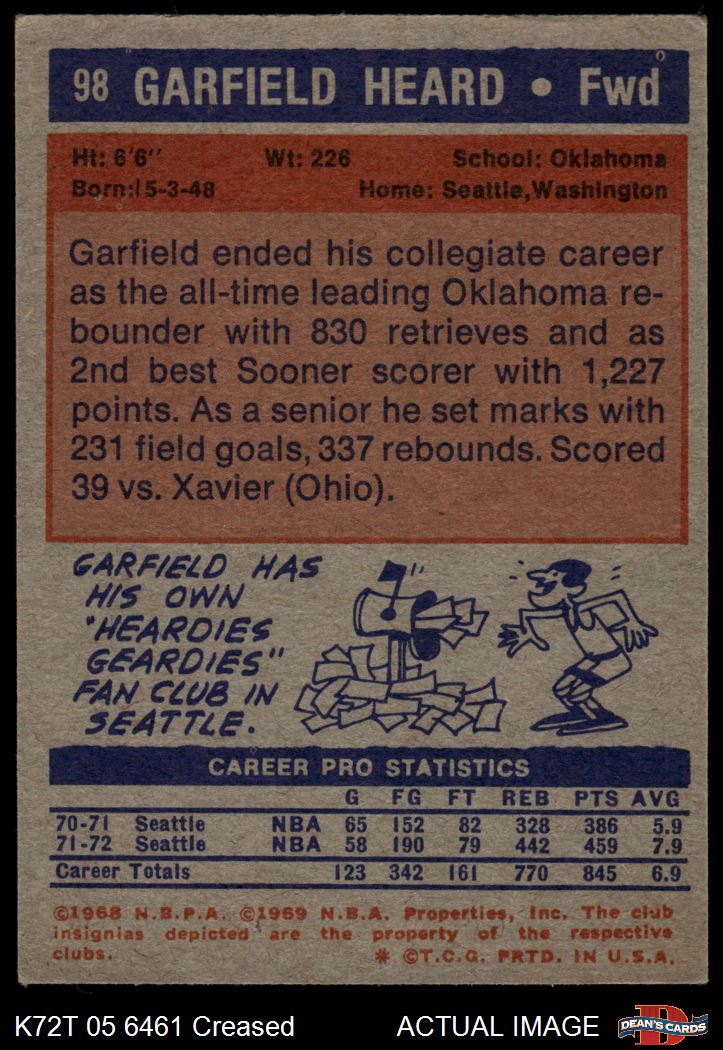 98 GARFIELD HEARD • Fwd
Ht: 6'6" Wt: 226 School: Oklahoma
Born: 5-3-48 Home: Seattle,Washington
Garfield ended his collegiate career
as the all-time leading Oklahoma re-
bounder with 830 retrieves and as
2nd best Sooner scorer with 1,227
points. As a senior he set marks with
231 field goals, 337 rebounds. Scored
39 vs. Xavier (Ohio).
GARFIELD HAS
HIS OWN
"HEARDIES
GEARDIES"
FAN CLUB IN
SEATTLE.
CAREER PRO STATISTICS
G FG FT REB PTS AVG
70-71 Seattle NBA 65 152 82 328 386 5.9
71-72 Seattle NBA 58 190 79 442 459 7.9
Career Totals 123 342 161 770 845 6.9
©1968 N.B.P.A. ©1969 N.B.A. Properties, Inc. The club
insignias depicted are the property of the respective
clubs. * ©T.C.G. PRTD. IN U.S.A.
K72T 05 6461 Creased ACTUAL IMAGE DEAN'S CARDS